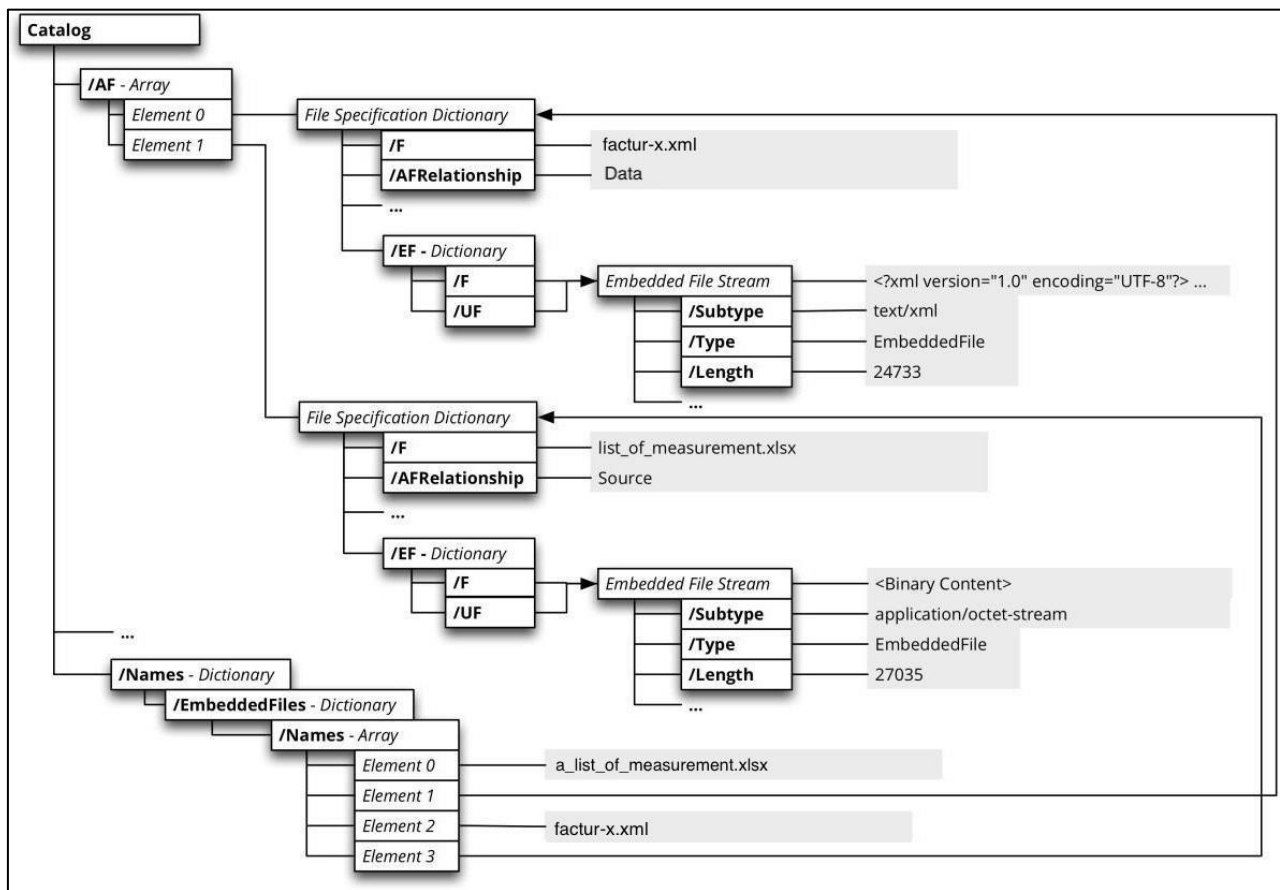 Catalog
/AF - Array
Element 0
Element 1
File Specification Dictionary
/F factur-x.xml
/AFRelationship Data
...
/EF - Dictionary
/F
/UF
Embedded File Stream <?xml version="1.0" encoding="UTF-8"?> ...
/Subtype text/xml
/Type EmbeddedFile
/Length 24733
...
File Specification Dictionary
/F list_of_measurement.xlsx
/AFRelationship Source
...
/EF - Dictionary
/F
/UF
Embedded File Stream <Binary Content>
/Subtype application/octet-stream
/Type EmbeddedFile
/Length 27035
...
...
/Names - Dictionary
/EmbeddedFiles - Dictionary
/Names - Array
Element 0 a_list_of_measurement.xlsx
Element 1
Element 2 factur-x.xml
Element 3